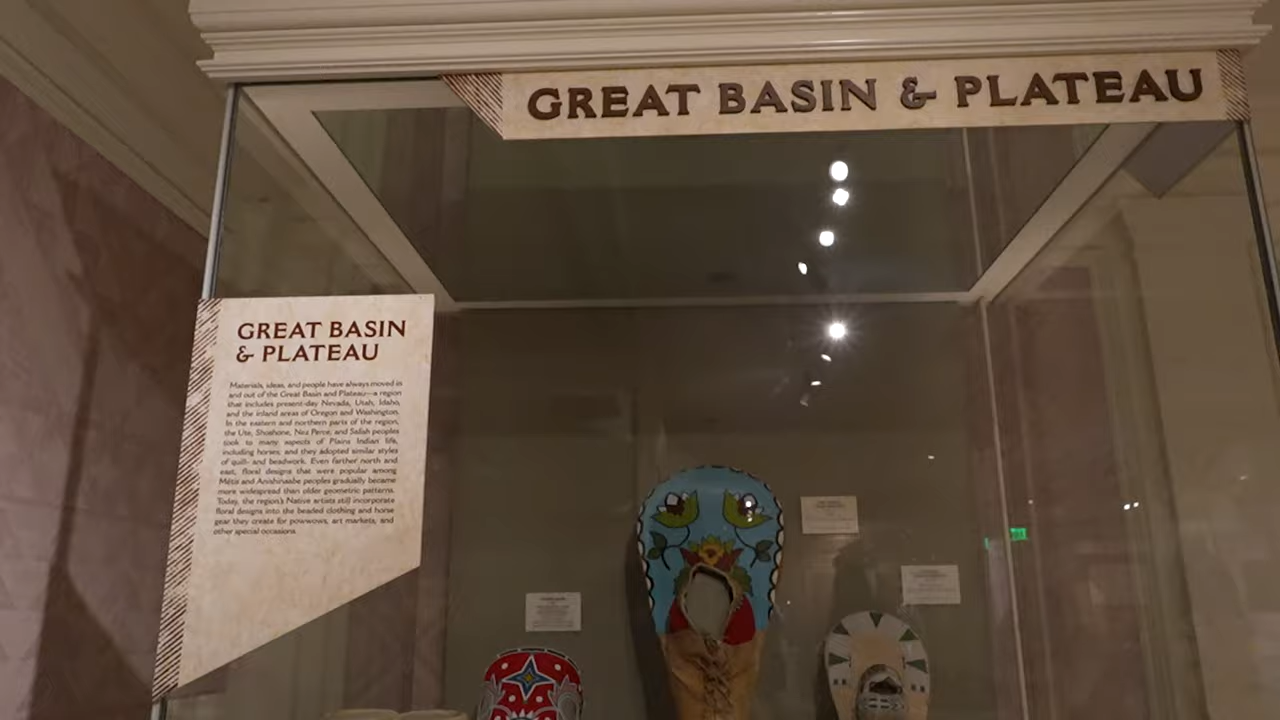 GREAT BASIN & PLATEAU
GREAT BASIN
& PLATEAU
Materials, ideas, and people have always moved in
and out of the Great Basin and Plateau—a region
that includes present-day Nevada, Utah, Idaho,
and the inland areas of Oregon and Washington.
In the eastern and northern parts of the region,
the Ute, Shoshone, Nez Perce, and Salish peoples
took to many aspects of Plains Indian life,
including horses; and they adopted similar styles
of quill- and beadwork. Even farther north and
east, floral designs that were popular among
Métis and Anishinaabe peoples gradually became
more widespread than older geometric patterns.
Today, the region's Native artists still incorporate
floral designs into the beaded clothing and horse
gear they create for powwows, art markets, and
other special occasions.